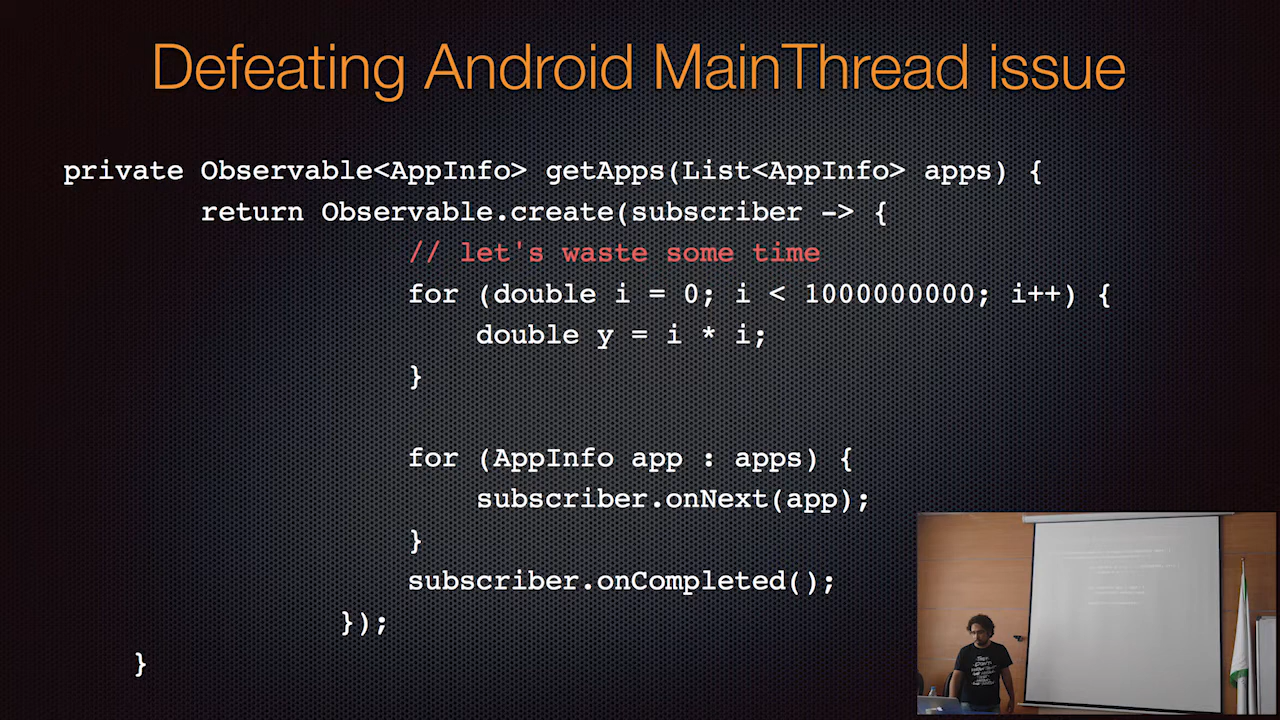 Defeating Android MainThread issue
private Observable<AppInfo> getApps(List<AppInfo> apps) {
return Observable.create(subscriber -> {
// let's waste some time
for (double i = 0; i < 1000000000; i++) {
double y = i * i;
}
for (AppInfo app : apps) {
subscriber.onNext(app);
}
subscriber.onCompleted();
});
}